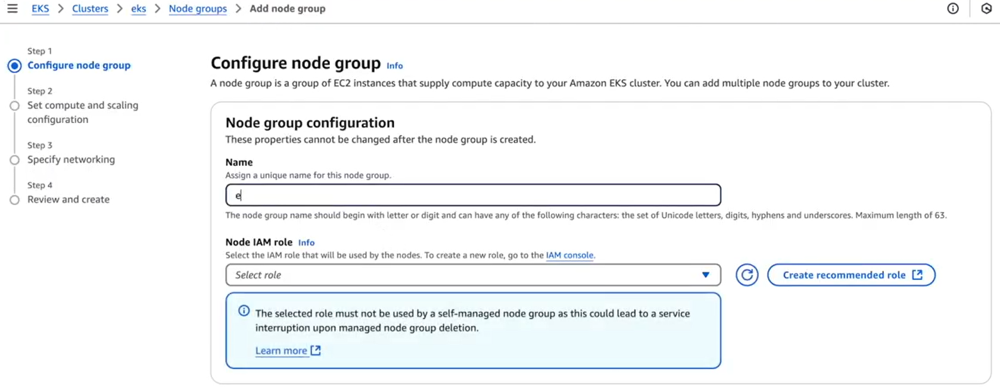 EKS > Clusters > eks > Node groups > Add node group
Step 1
Configure node group
Step 2
Set compute and scaling
configuration
Step 3
Specify networking
Step 4
Review and create
Configure node group Info
A node group is a group of EC2 instances that supply compute capacity to your Amazon EKS cluster. You can add multiple node groups to your cluster.
Node group configuration
These properties cannot be changed after the node group is created.
Name
Assign a unique name for this node group.
e
The node group name should begin with letter or digit and can have any of the following characters: the set of Unicode letters, digits, hyphens and underscores. Maximum length of 63.
Node IAM role Info
Select the IAM role that will be used by the nodes. To create a new role, go to the IAM console.
Select role
Create recommended role
The selected role must not be used by a self-managed node group as this could lead to a service
interruption upon managed node group deletion.
Learn more